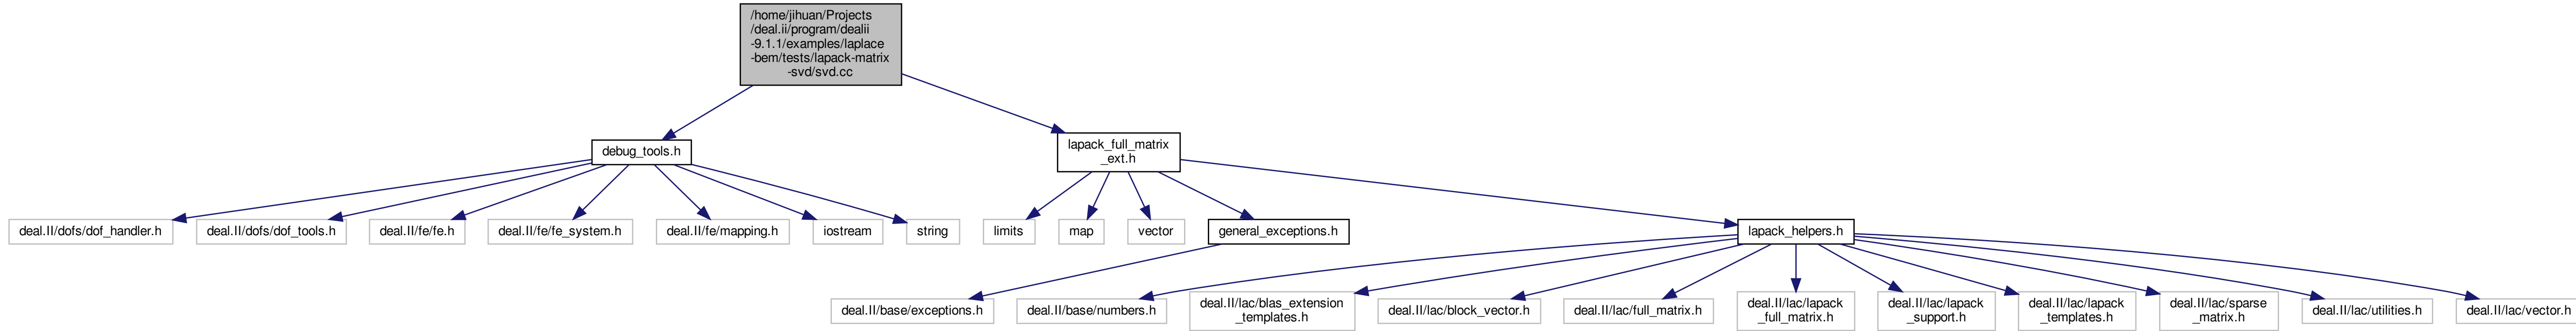 /home/jihuan/Projects
/deal.ii/program/dealii
-9.1.1/examples/laplace
-bem/tests/lapack-matrix
-svd/svd.cc
debug_tools.h
lapack_full_matrix
_ext.h
deal.II/dofs/dof_handler.h
deal.II/dofs/dof_tools.h
deal.II/fe/fe.h
deal.II/fe/fe_system.h
deal.II/fe/mapping.h
iostream
string
limits
map
vector
general_exceptions.h
lapack_helpers.h
deal.II/base/exceptions.h
deal.II/base/numbers.h
deal.II/lac/blas_extension
_templates.h
deal.II/lac/block_vector.h
deal.II/lac/full_matrix.h
deal.II/lac/lapack
_full_matrix.h
deal.II/lac/lapack
_support.h
deal.II/lac/lapack
_templates.h
deal.II/lac/sparse
_matrix.h
deal.II/lac/utilities.h
deal.II/lac/vector.h